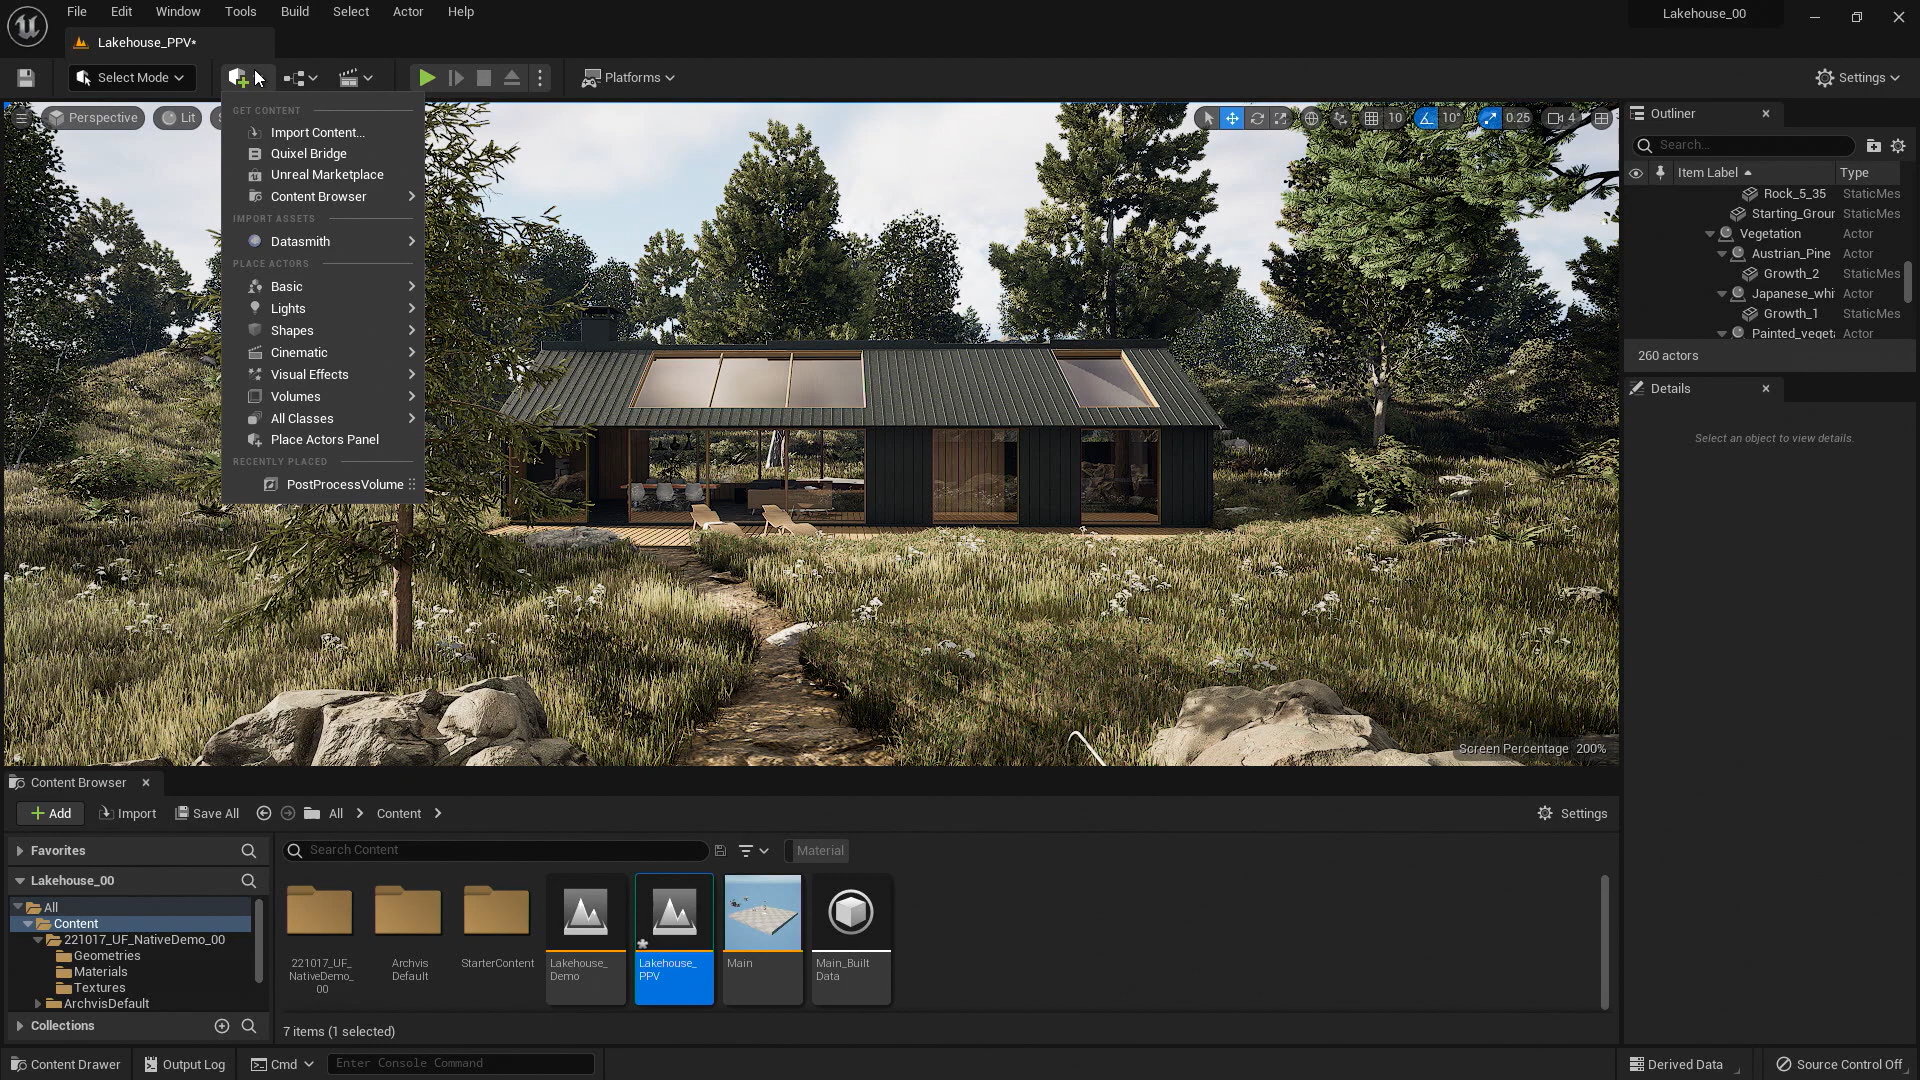 File Edit Window Tools Build Select Actor Help
Lakehouse_00
Lakehouse_PPV*
Select Mode
Platforms
Settings
GET CONTENT
Import Content...
Quixel Bridge
Unreal Marketplace
Content Browser
IMPORT ASSETS
Datasmith
PLACE ACTORS
Basic
Lights
Shapes
Cinematic
Visual Effects
Volumes
All Classes
Place Actors Panel
RECENTLY PLACED
PostProcessVolume
Perspective
Lit
10
10°
0.25
4
Screen Percentage 200%
Outliner
Search...
Item Label
Type
Rock_5_35 StaticMes
Starting_Grour StaticMes
Vegetation Actor
Austrian_Pine Actor
Growth_2 StaticMes
Japanese_whi Actor
Growth_1 StaticMes
Painted_vegeta Actor
260 actors
Details
Select an object to view details.
Content Browser
Add
Import
Save All
All
Content
Settings
Favorites
Lakehouse_00
All
Content
221017_UF_NativeDemo_00
Geometries
Materials
Textures
ArchvisDefault
Collections
Search Content
Material
221017_UF_
NativeDemo_
00
Archvis
Default
StarterContent
Lakehouse_
Demo
Lakehouse_
PPV
Main
Main_Built
Data
7 items (1 selected)
Content Drawer
Output Log
Cmd
Enter Console Command
Derived Data
Source Control Off